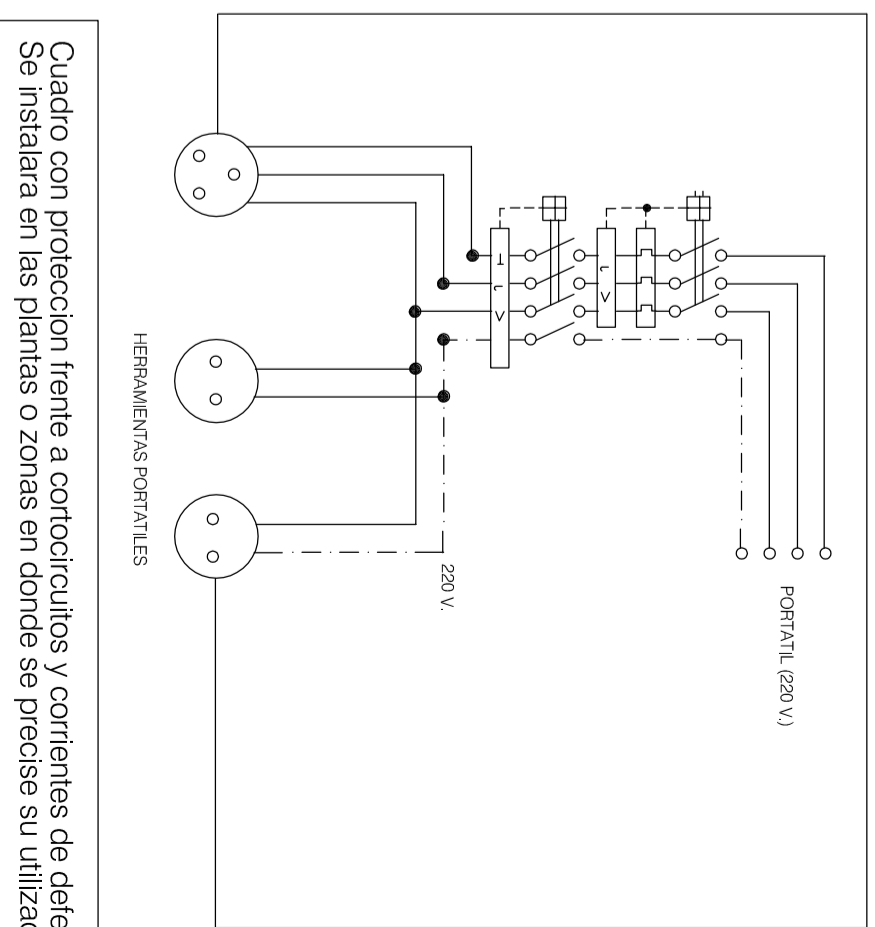 PORTATIL (220 V.)
220 V.
HERRAMIENTAS PORTATILES
Cuadro con proteccion frente a cortocircuitos y corrientes de defe
Se instalara en las plantas o zonas en donde se precise su utilizac